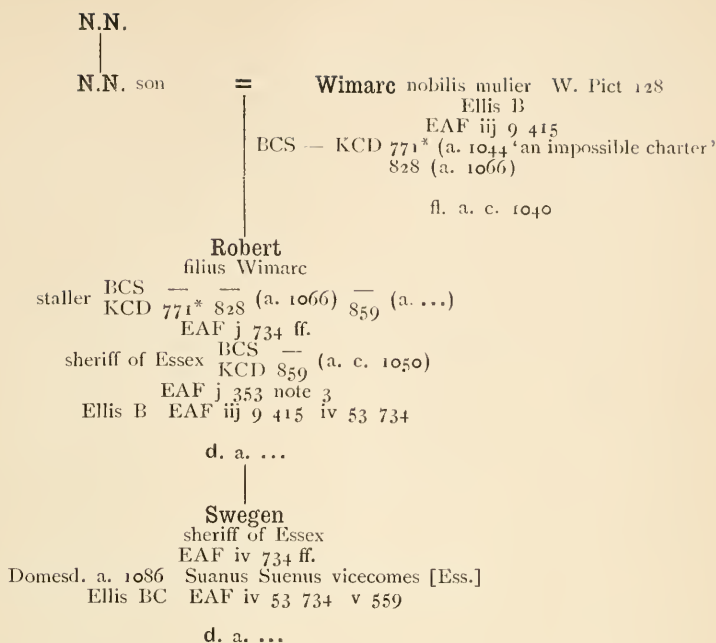 N.N.
N.N. son = Wimarc nobilis mulier W. Pict 128
Ellis B
EAF iij 9 415
BCS — KCD 771* (a. 1044 'an impossible charter'
828 (a. 1066)
fl. a. c. 1040
Robert
filius Wimarc
staller BCS — — (a. 1066) — (a. ...)
KCD 771* 828 859
EAF j 734 ff.
sheriff of Essex BCS — (a. c. 1050)
KCD 859
EAF j 353 note 3
Ellis B EAF iij 9 415 iv 53 734
d. a. ...
Swegen
sheriff of Essex
EAF iv 734 ff.
Domesd. a. 1086 Suanus Suenus vicecomes [Ess.]
Ellis BC EAF iv 53 734 v 559
d. a. ...